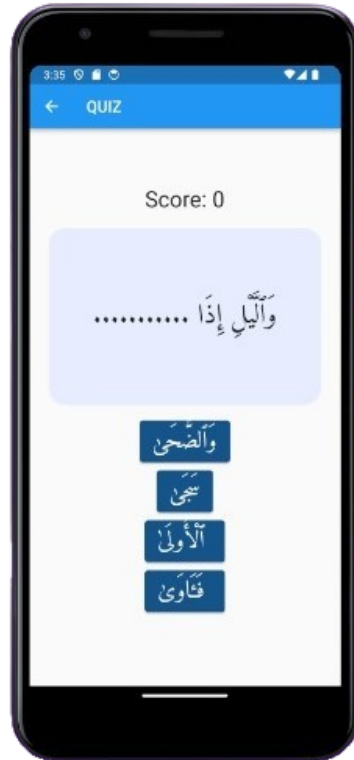 3:35
← QUIZ
Score: 0
وَٱلَّيۡلِ إِذَا ...........
وَٱلضُّحَىٰ
سَجَىٰ
ٱلۡأُولَىٰ
فَـَٔاوَىٰ